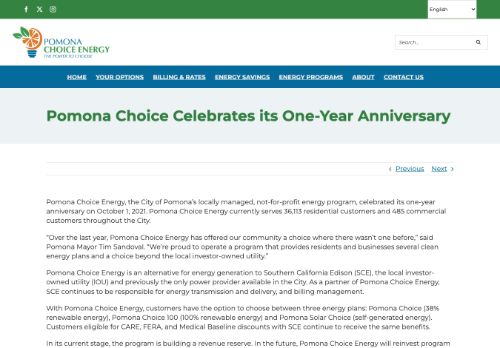 English
POMONA
CHOICE ENERGY
THE POWER TO CHOOSE
Search...
HOME YOUR OPTIONS BILLING & RATES ENERGY SAVINGS ENERGY PROGRAMS ABOUT CONTACT US
Pomona Choice Celebrates its One-Year Anniversary
Previous Next
Pomona Choice Energy, the City of Pomona's locally managed, not-for-profit energy program, celebrated its one-year
anniversary on October 1, 2021. Pomona Choice Energy currently serves 36,113 residential customers and 485 commercial
customers throughout the City.
"Over the last year, Pomona Choice Energy has offered our community a choice where there wasn't one before," said
Pomona Mayor Tim Sandoval. "We're proud to operate a program that provides residents and businesses several clean
energy plans and a choice beyond the local investor-owned utility."
Pomona Choice Energy is an alternative for energy generation to Southern California Edison (SCE), the local investor-
owned utility (IOU) and previously the only power provider available in the City. As a partner of Pomona Choice Energy,
SCE continues to be responsible for energy transmission and delivery, and billing management.
With Pomona Choice Energy, customers have the option to choose between three energy plans: Pomona Choice (38%
renewable energy), Pomona Choice 100 (100% renewable energy) and Pomona Solar Choice (self-generated energy).
Customers eligible for CARE, FERA, and Medical Baseline discounts with SCE continue to receive the same benefits.
In its current stage, the program is building a revenue reserve. In the future, Pomona Choice Energy will reinvest program